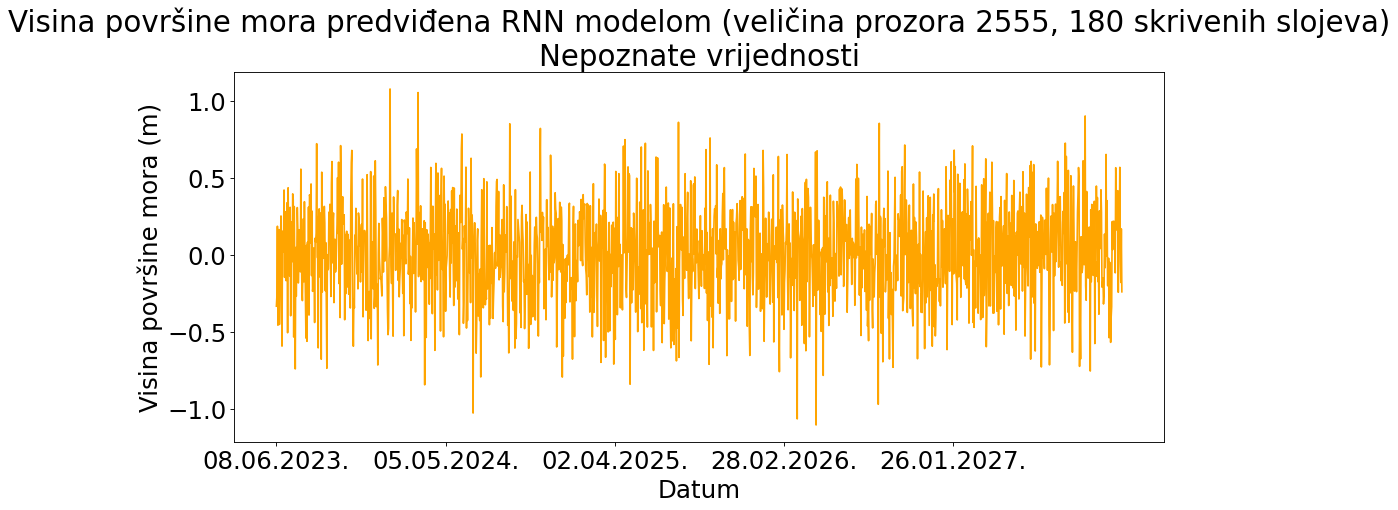 Visina površine mora predviđena RNN modelom (veličina prozora 2555, 180 skrivenih slojeva)
Nepoznate vrijednosti
Visina površine mora (m)
1.0
0.5
0.0
−0.5
−1.0
08.06.2023. 05.05.2024. 02.04.2025. 28.02.2026. 26.01.2027.
Datum